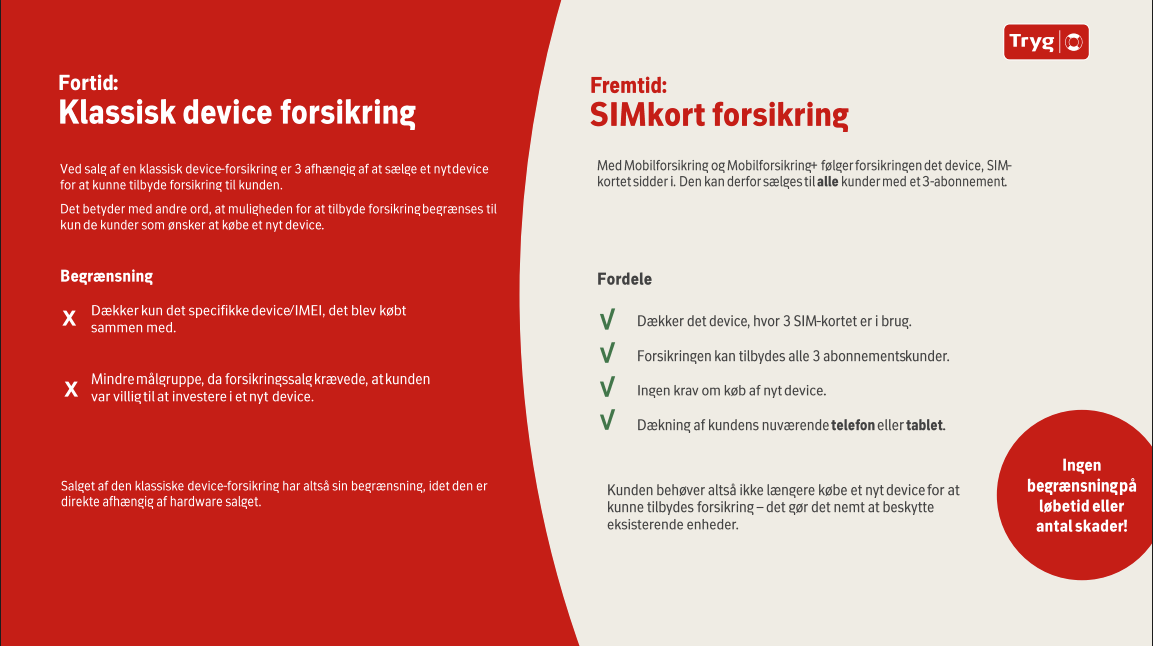 Fortid:
Klassisk device forsikring
Ved salg af en klassisk device-forsikring er 3 afhængig af at sælge et nyt device
for at kunne tilbyde forsikring til kunden.
Det betyder med andre ord, at muligheden for at tilbyde forsikring begrænses til
kun de kunder som ønsker at købe et nyt device.
Begrænsning
X Dækker kun det specifikke device/IMEI, det blev købt
sammen med.
X Mindre målgruppe, da forsikringssalg krævede, at kunden
var villig til at investere i et nyt device.
Salget af den klassiske device-forsikring har altså sin begrænsning, idet den er
direkte afhængig af hardware salget.
Tryg
Fremtid:
SIMkort forsikring
Med Mobilforsikring og Mobilforsikring+ følger forsikringen det device, SIM-
kortet sidder i. Den kan derfor sælges til alle kunder med et 3-abonnement.
Fordele
√ Dækker det device, hvor 3 SIM-kortet er i brug.
√ Forsikringen kan tilbydes alle 3 abonnementskunder.
√ Ingen krav om køb af nyt device.
√ Dækning af kundens nuværende telefon eller tablet.
Kunden behøver altså ikke længere købe et nyt device for at
kunne tilbydes forsikring – det gør det nemt at beskytte
eksisterende enheder.
Ingen
begrænsning på
løbetid eller
antal skader!